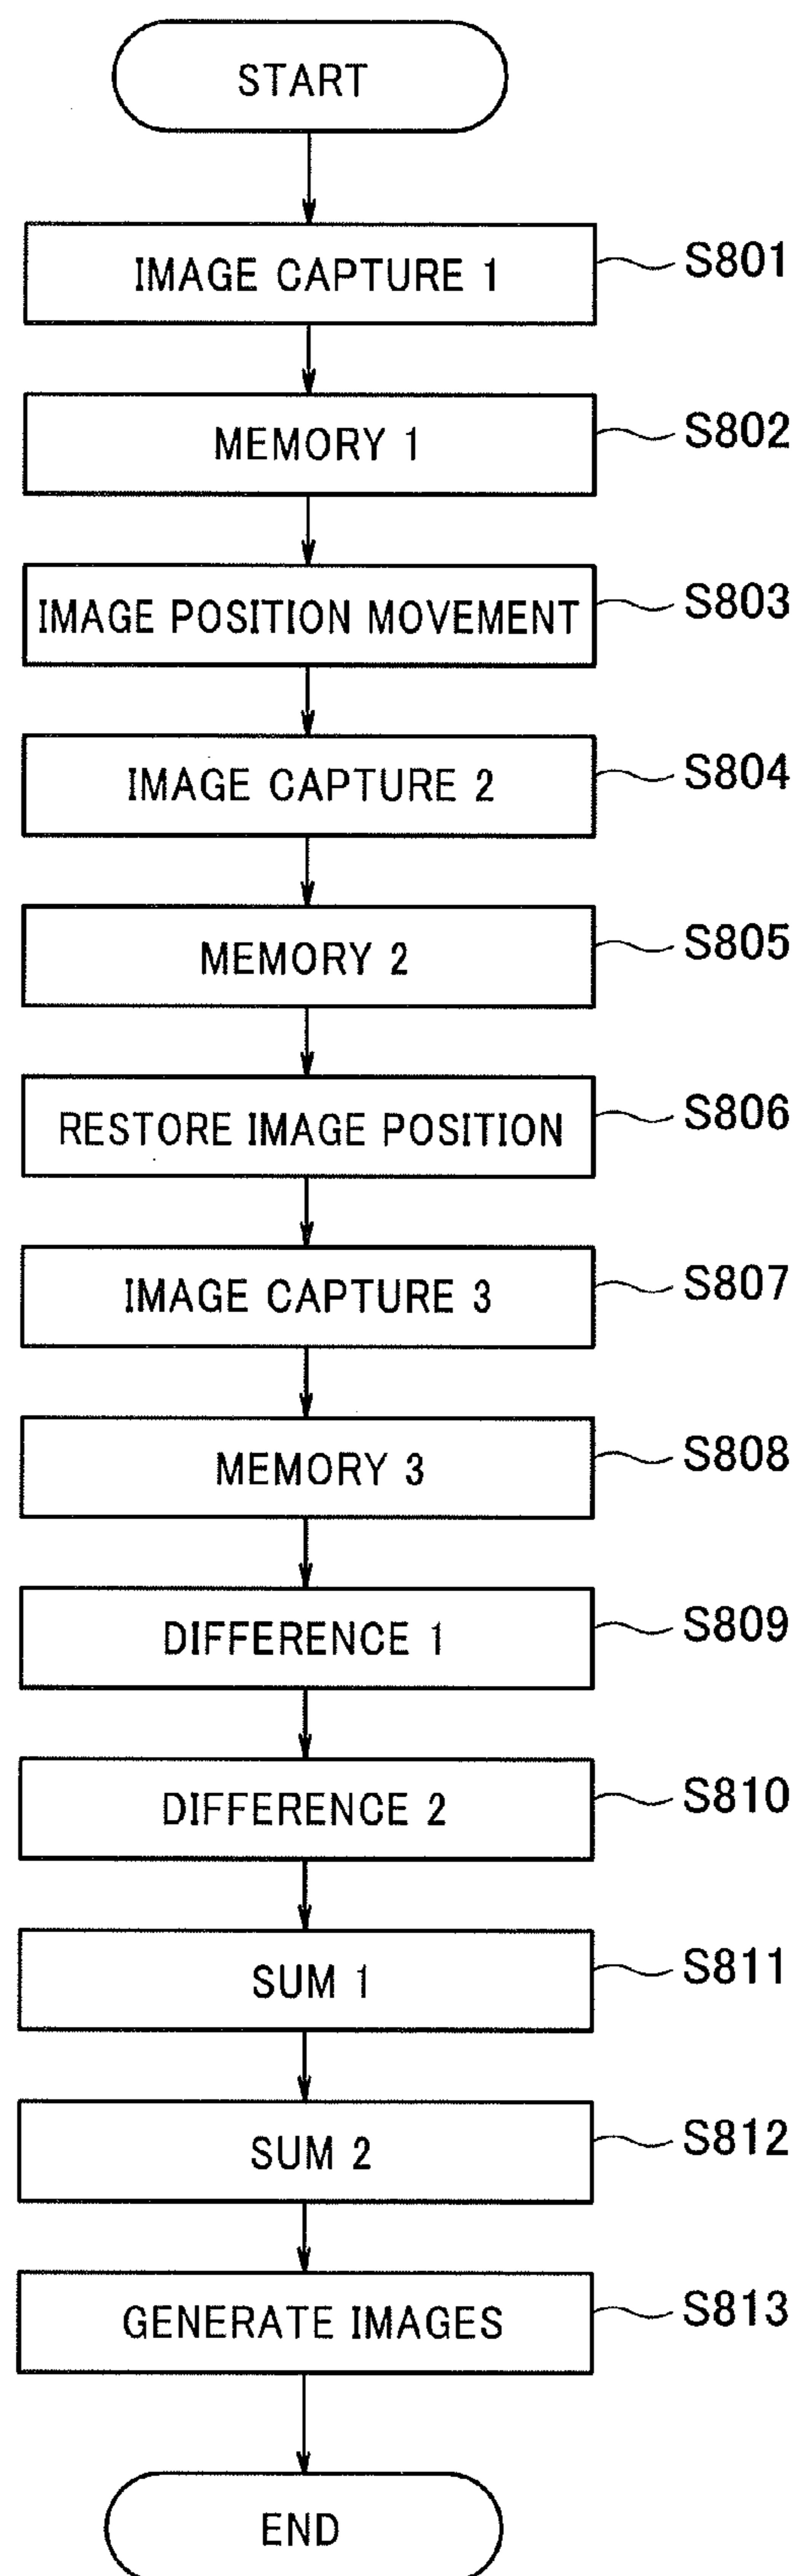 START
IMAGE CAPTURE 1 S801
MEMORY 1 S802
IMAGE POSITION MOVEMENT S803
IMAGE CAPTURE 2 S804
MEMORY 2 S805
RESTORE IMAGE POSITION S806
IMAGE CAPTURE 3 S807
MEMORY 3 S808
DIFFERENCE 1 S809
DIFFERENCE 2 S810
SUM 1 S811
SUM 2 S812
GENERATE IMAGES S813
END